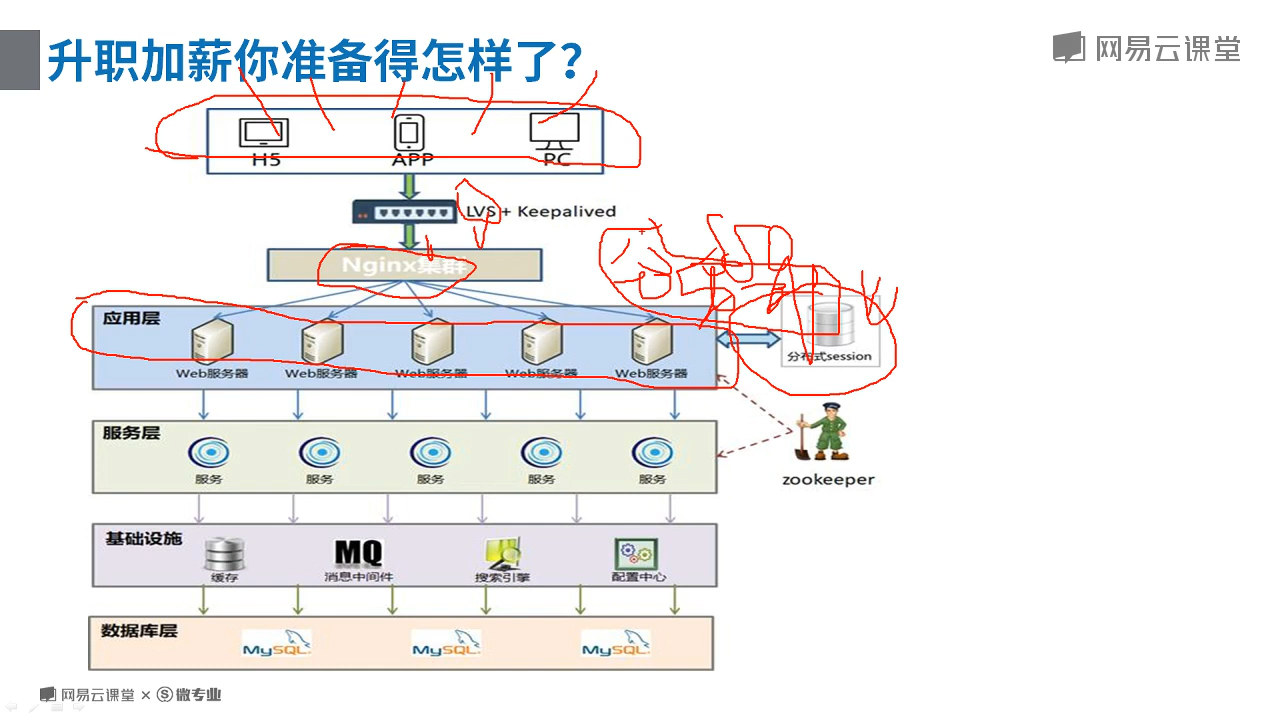 升职加薪你准备得怎样了？
网易云课堂
H5 APP PC
LVS + Keepalived
Nginx集群
应用层
Web服务器 Web服务器 Web服务器 Web服务器 Web服务器
分布式session
服务层
服务 服务 服务 服务 服务
zookeeper
基础设施
MQ
缓存 消息中间件 搜索引擎 配置中心
数据库层
MySQL MySQL MySQL
网易云课堂 × S 微专业